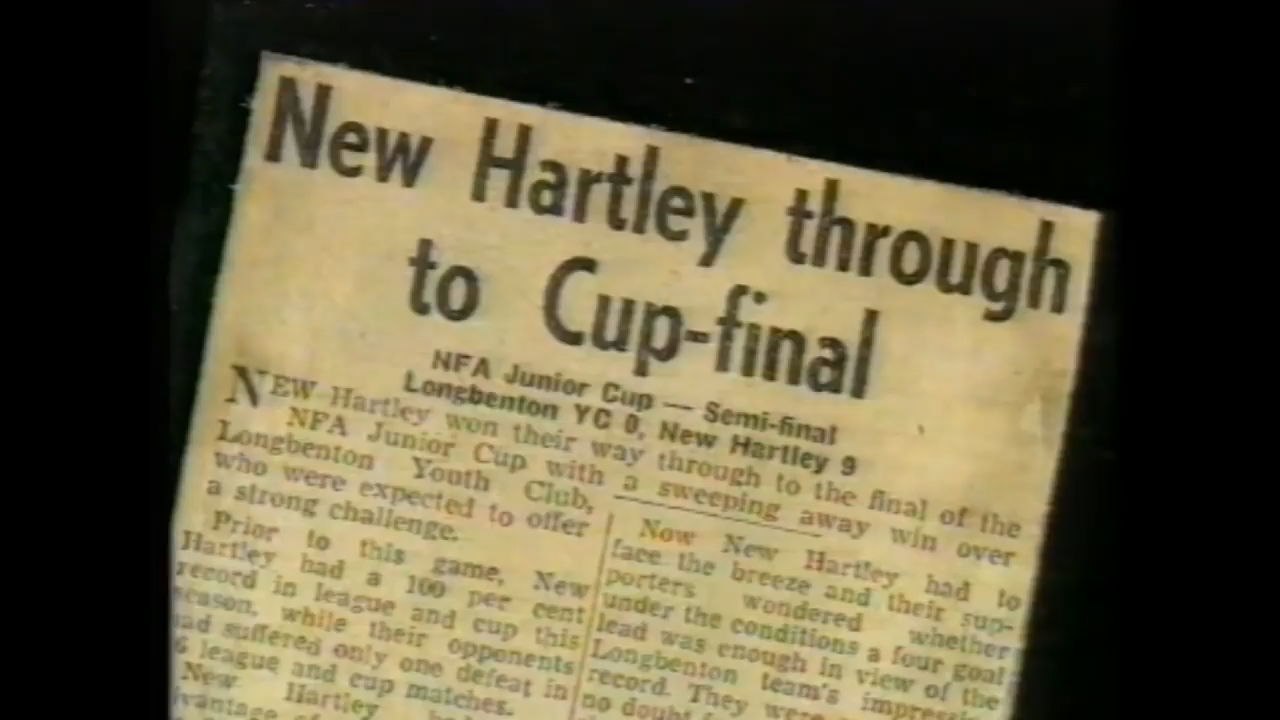 New Hartley through
to Cup-final
NFA Junior Cup — Semi-final
Longbenton YC 0, New Hartley 9
NEW Hartley won their way through to the final of the
NFA Junior Cup with a sweeping away win over
Longbenton Youth Club,
who were expected to offer
a strong challenge.
Prior to this game, New
Hartley had a 100 per cent
record in league and cup this
season, while their opponents
had suffered only one defeat in
6 league and cup matches.
New Hartley
Now New Hartley had to
face the breeze and their sup-
porters wondered whether
under the conditions a four goal
lead was enough in view of the
Longbenton team's
record. They were
no doubt